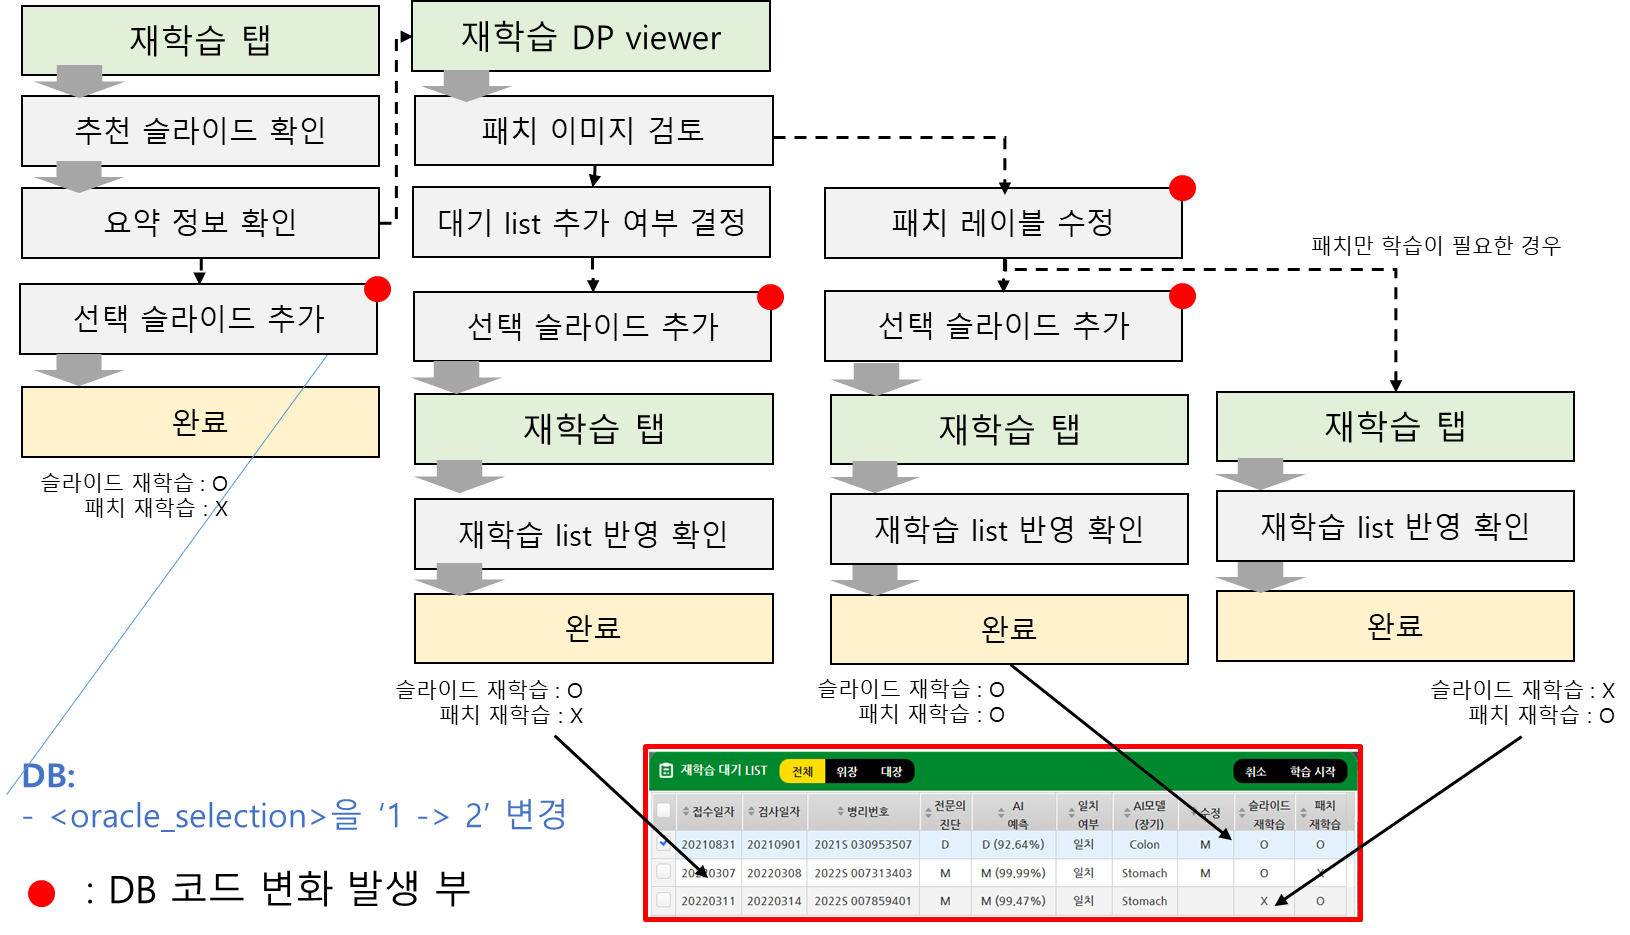 재학습 탭
추천 슬라이드 확인
요약 정보 확인
선택 슬라이드 추가
완료
슬라이드 재학습 : O
패치 재학습 : X
재학습 DP viewer
패치 이미지 검토
대기 list 추가 여부 결정
선택 슬라이드 추가
재학습 탭
재학습 list 반영 확인
완료
슬라이드 재학습 : O
패치 재학습 : X
패치 레이블 수정
선택 슬라이드 추가
재학습 탭
재학습 list 반영 확인
완료
슬라이드 재학습 : O
패치 재학습 : O
패치만 학습이 필요한 경우
재학습 탭
재학습 list 반영 확인
완료
슬라이드 재학습 : X
패치 재학습 : O
DB:
- <oracle_selection>을 ‘1 -> 2’ 변경
: DB 코드 변화 발생 부
재학습 대기 LIST 전체 위장 대장 취소 학습 시작
접수일자 검사일자 병리번호 전문의 진단 AI 예측 일치 여부 AI모델 (장기) 수정 슬라이드 재학습 패치 재학습
20210831 20210901 2021S 030953507 D D (92,64%) 일치 Colon M O O
20220307 20220308 2022S 007313403 M M (99.99%) 일치 Stomach M O X
20220311 20220314 2022S 007859401 M M (99,47%) 일치 Stomach X O